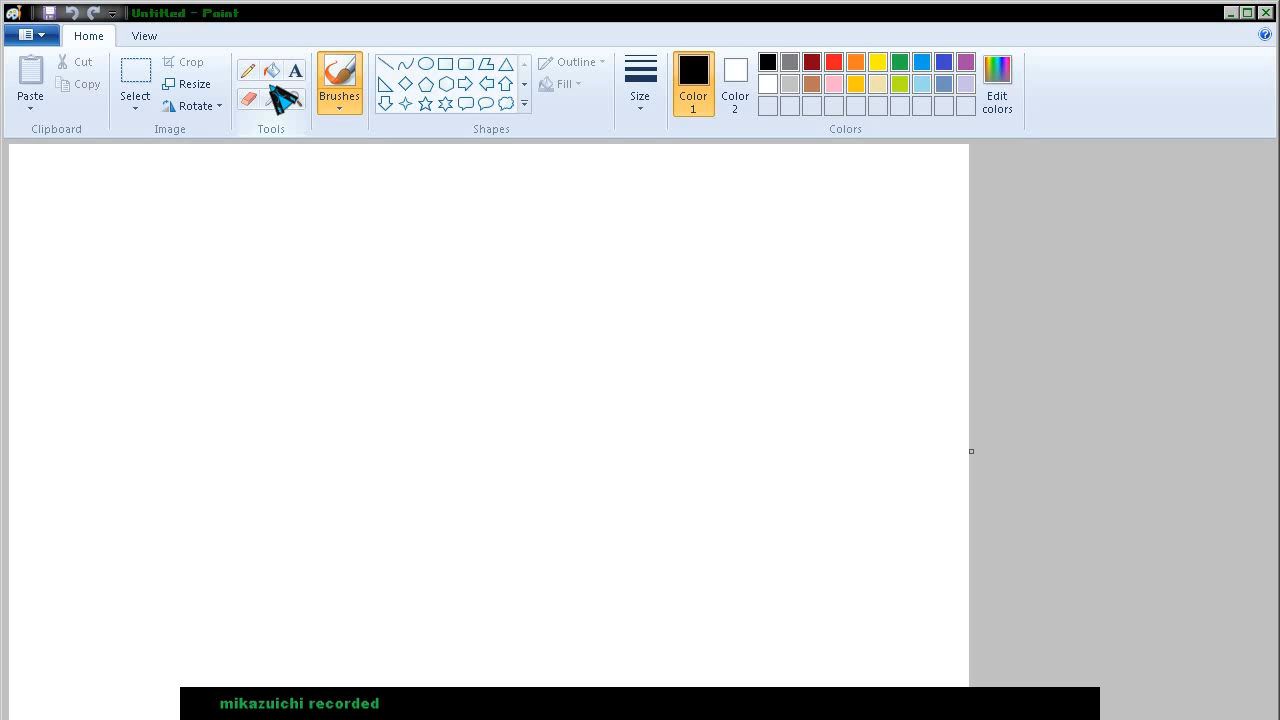 Untitled - Paint
Home View
Paste
Cut
Copy
Clipboard
Select
Crop
Resize
Rotate
Image
A
Tools
Brushes
Shapes
Outline
Fill
Size
Color 1
Color 2
Edit colors
Colors
mikazuichi recorded